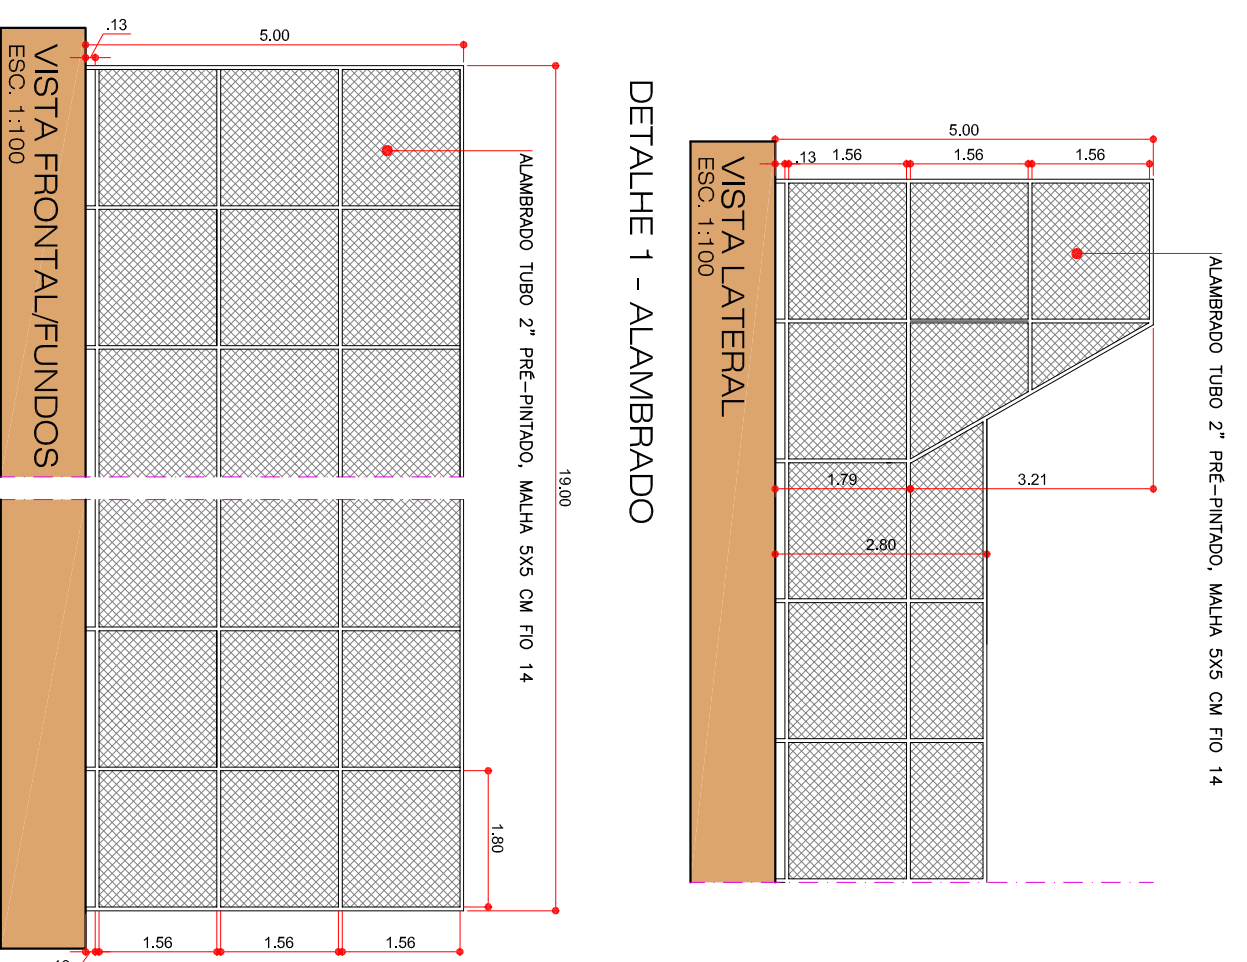 DETALHE 1 - ALAMBRADO
VISTA LATERAL
ESC. 1:100
ALAMBRADO TUBO 2" PRÉ-PINTADO, MALHA 5X5 CM FIO 14
5.00
.13
1.56
1.56
1.56
1.79
3.21
2.80
VISTA FRONTAL/FUNDOS
ESC. 1:100
ALAMBRADO TUBO 2" PRÉ-PINTADO, MALHA 5X5 CM FIO 14
.13
5.00
19.00
1.80
1.56
1.56
1.56